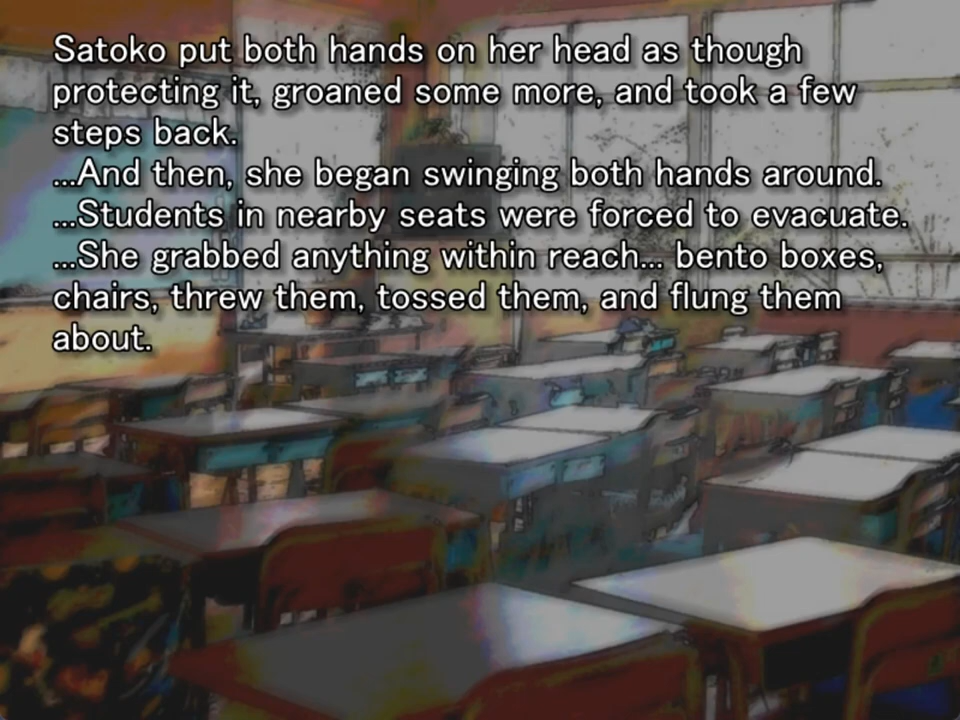 Satoko put both hands on her head as though
protecting it, groaned some more, and took a few
steps back.
...And then, she began swinging both hands around.
...Students in nearby seats were forced to evacuate.
...She grabbed anything within reach... bento boxes,
chairs, threw them, tossed them, and flung them
about.